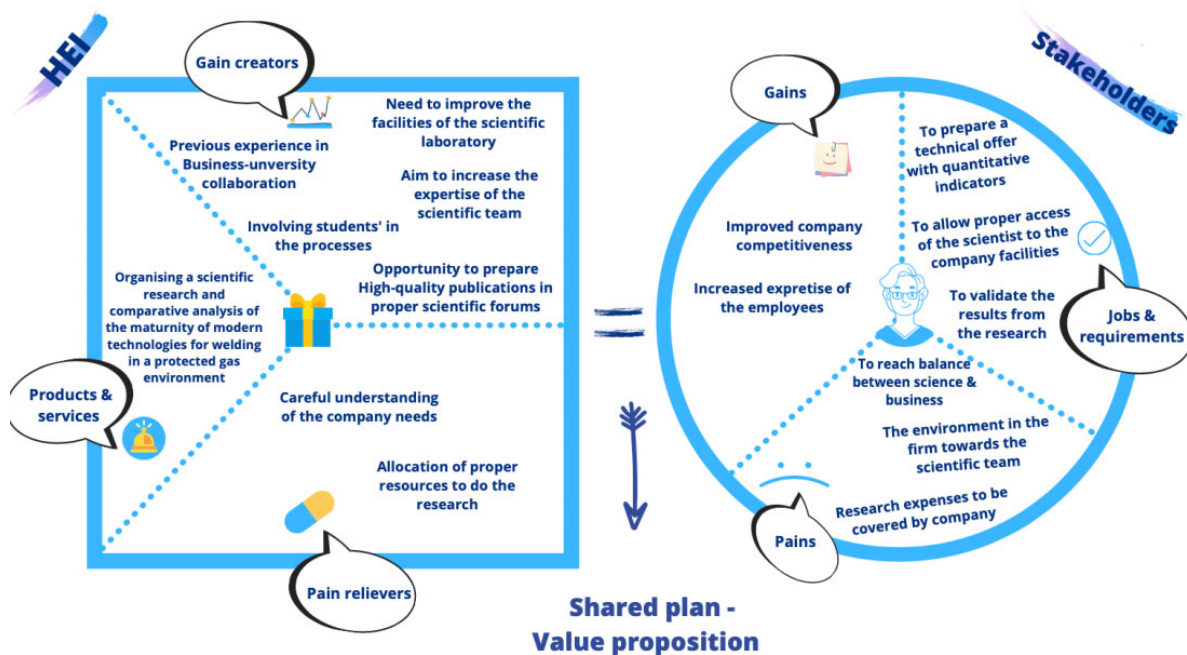 HEI
Gain creators
Need to improve the
facilities of the scientific
laboratory
Previous experience in
Business-unversity
collaboration
Aim to increase the
expertise of the
scientific team
Involving students' in
the processes
Opportunity to prepare
High-quality publications in
proper scientific forums
Organising a scientific
research and
comparative analysis of
the maturnity of modern
technologies for welding
in a protected gas
environment
Products &
services
Careful understanding
of the company needs
Allocation of proper
resources to do the
research
Pain relievers
=
Shared plan -
Value proposition
Stakeholders
Gains
To prepare a
technical offer
with quantitative
indicators
Improved company
competitiveness
To allow proper access
of the scientist to the
company facilities
Increased expretise of
the employees
To validate the
results from
the research
Jobs &
requirements
To reach balance
between science &
business
The environment in the
firm towards the
scientific team
Research expenses to be
covered by company
Pains